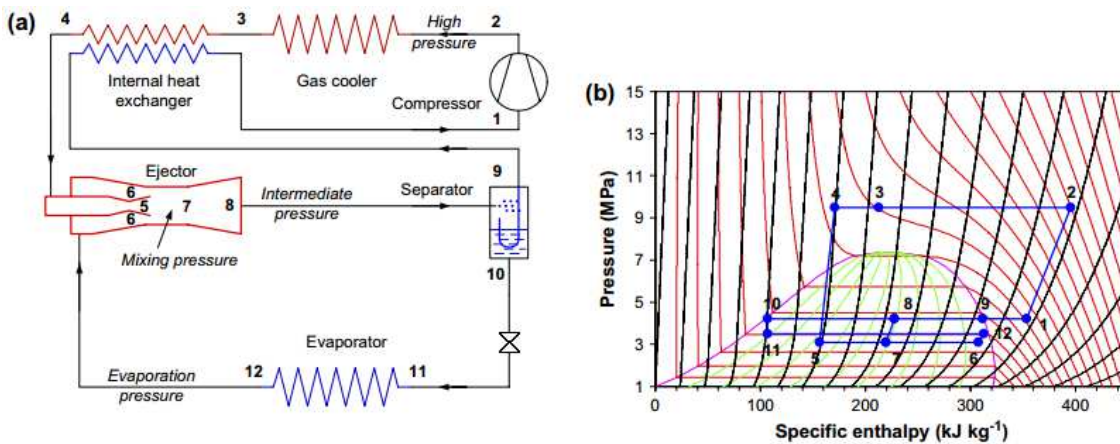 (a)
4
3
High
pressure
2
Internal heat
exchanger
Gas cooler
Compressor
1
Ejector
6
5
7
8
6
Mixing pressure
Intermediate
pressure
Separator
9
10
Evaporator
Evaporation
pressure
12
11
(b)
Pressure (MPa)
15
13
11
9
7
5
3
1
4
3
2
10
8
9
1
11
12
5
7
6
0
100
200
300
400
Specific enthalpy (kJ kg⁻¹)